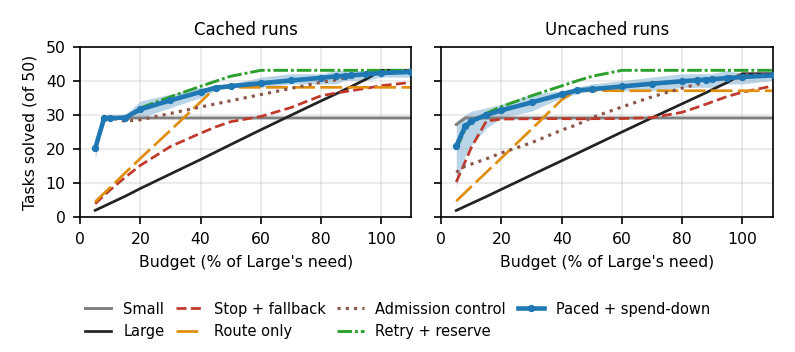 Cached runs
Uncached runs
50
40
30
20
10
0
Tasks solved (of 50)
0 20 40 60 80 100
0 20 40 60 80 100
Budget (% of Large's need)
Budget (% of Large's need)
Small Stop + fallback Admission control Paced + spend-down
Large Route only Retry + reserve